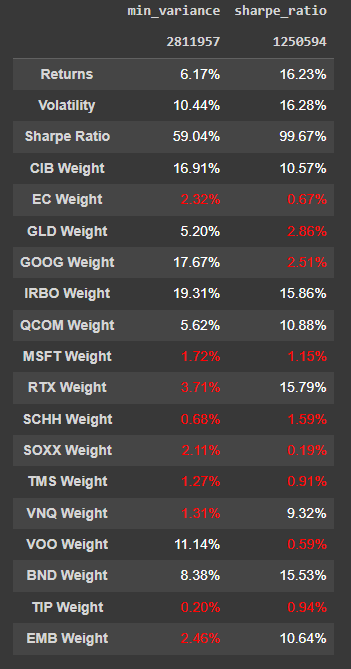 min_variance sharpe_ratio
2811957 1250594
Returns 6.17% 16.23%
Volatility 10.44% 16.28%
Sharpe Ratio 59.04% 99.67%
CIB Weight 16.91% 10.57%
EC Weight 2.32% 0.67%
GLD Weight 5.20% 2.86%
GOOG Weight 17.67% 2.51%
IRBO Weight 19.31% 15.86%
QCOM Weight 5.62% 10.88%
MSFT Weight 1.72% 1.15%
RTX Weight 3.71% 15.79%
SCHH Weight 0.68% 1.59%
SOXX Weight 2.11% 0.19%
TMS Weight 1.27% 0.91%
VNQ Weight 1.31% 9.32%
VOO Weight 11.14% 0.59%
BND Weight 8.38% 15.53%
TIP Weight 0.20% 0.94%
EMB Weight 2.46% 10.64%